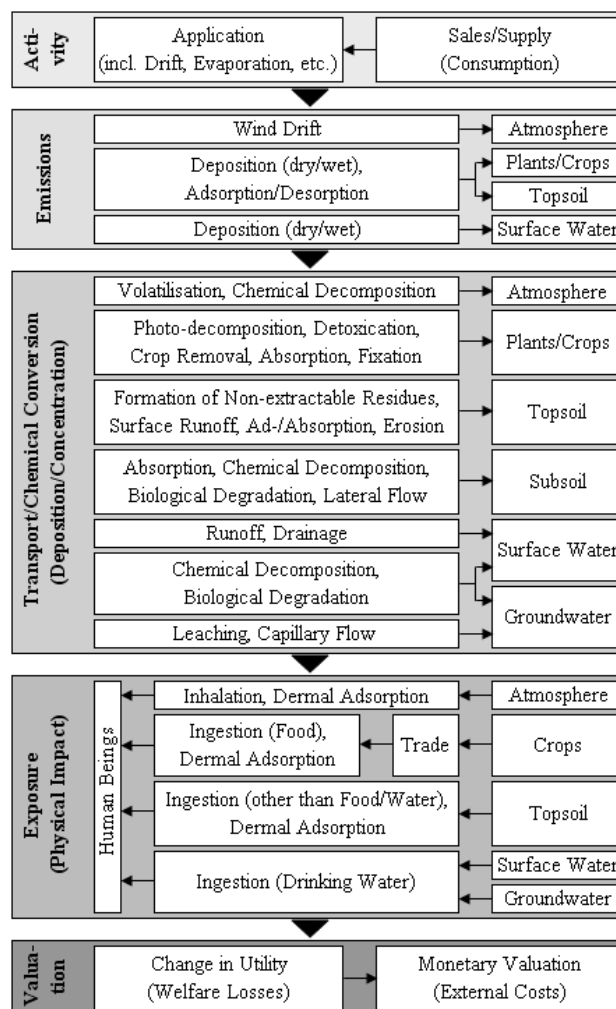 Acti-
vity
Application
(incl. Drift, Evaporation, etc.)
Sales/Supply
(Consumption)
Emissions
Wind Drift
Atmosphere
Deposition (dry/wet),
Adsorption/Desorption
Plants/Crops
Topsoil
Deposition (dry/wet)
Surface Water
Transport/Chemical Conversion
(Deposition/Concentration)
Volatilisation, Chemical Decomposition
Atmosphere
Photo-decomposition, Detoxication,
Crop Removal, Absorption, Fixation
Plants/Crops
Formation of Non-extractable Residues,
Surface Runoff, Ad-/Absorption, Erosion
Topsoil
Absorption, Chemical Decomposition,
Biological Degradation, Lateral Flow
Subsoil
Runoff, Drainage
Surface Water
Chemical Decomposition,
Biological Degradation
Groundwater
Leaching, Capillary Flow
Exposure
(Physical Impact)
Human Beings
Inhalation, Dermal Adsorption
Atmosphere
Ingestion (Food),
Dermal Adsorption
Trade
Crops
Ingestion (other than Food/Water),
Dermal Adsorption
Topsoil
Ingestion (Drinking Water)
Surface Water
Groundwater
Valua-
tion
Change in Utility
(Welfare Losses)
Monetary Valuation
(External Costs)